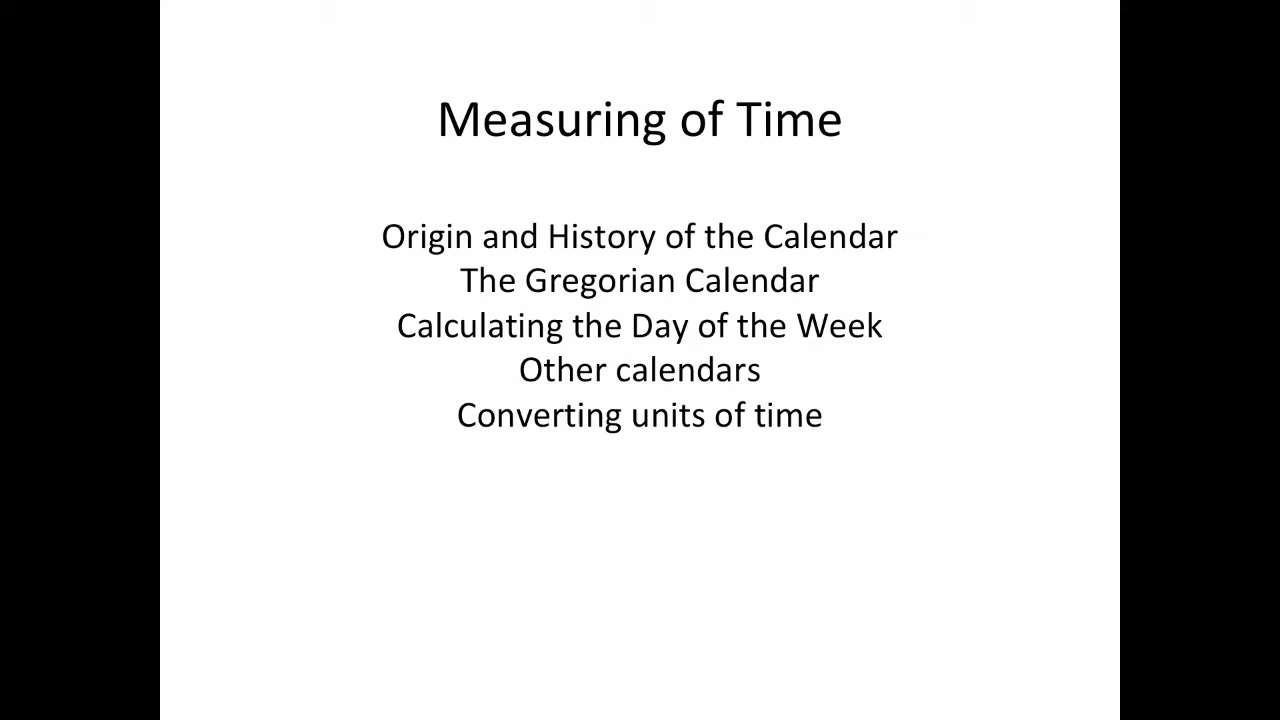 Measuring of Time
Origin and History of the Calendar
The Gregorian Calendar
Calculating the Day of the Week
Other calendars
Converting units of time